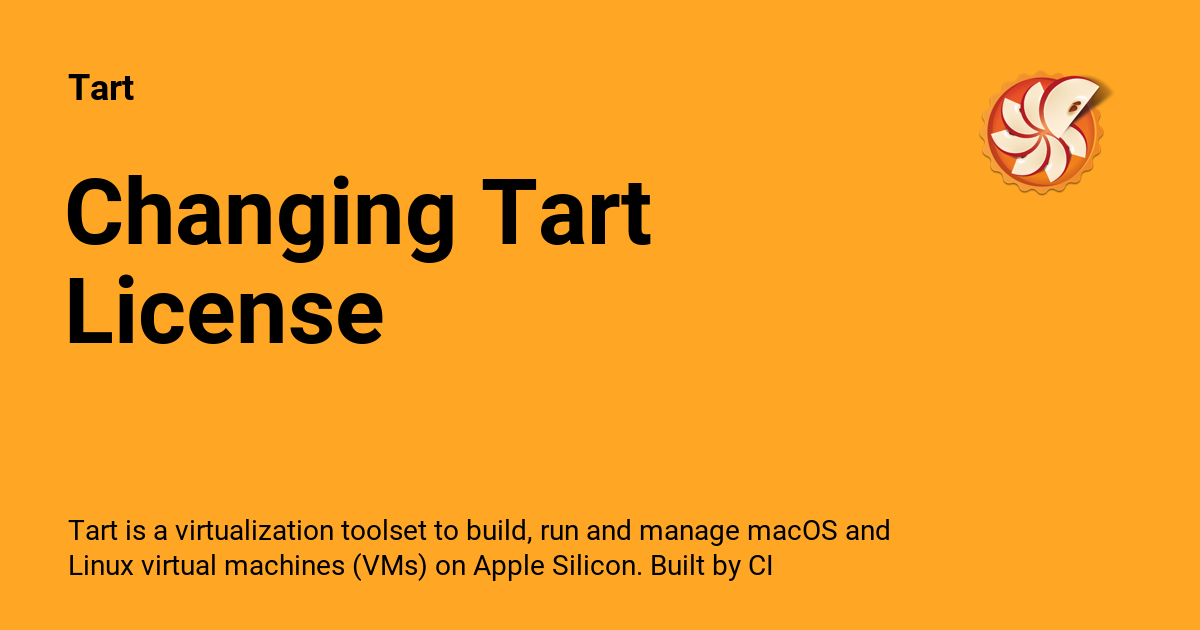 Tart
Changing Tart
License
Tart is a virtualization toolset to build, run and manage macOS and
Linux virtual machines (VMs) on Apple Silicon. Built by CI